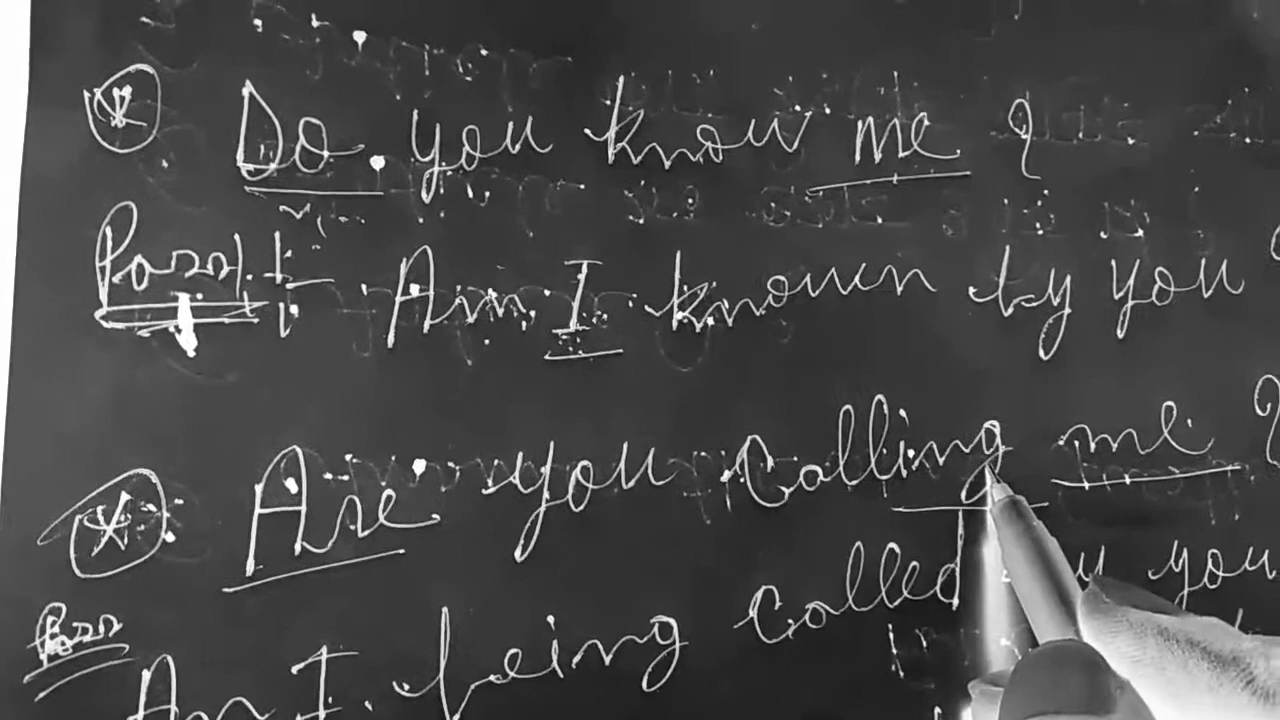 Do you know me ?
Pass. :- Am I known by you ?
Are you calling me ?
Pass
Am I being called by you